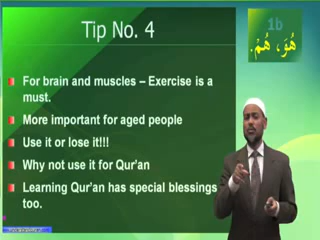 Tip No. 4
1b
هُوَ، هُمْ.
For brain and muscles – Exercise is a
must.
More important for aged people
Use it or lose it!!!
Why not use it for Qur'an
Learning Qur'an has special blessings
too.